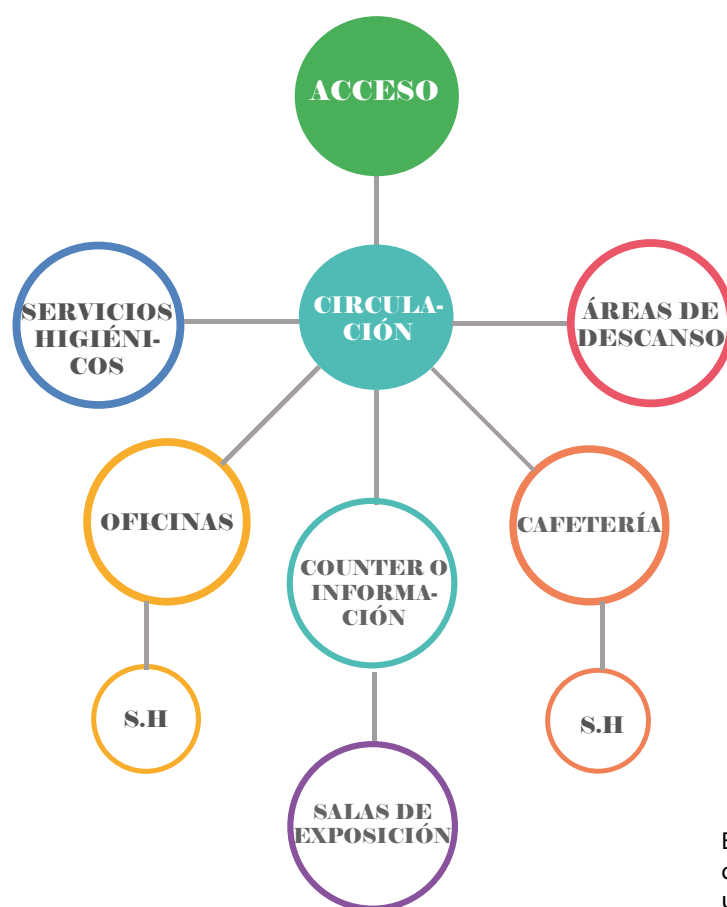 ACCESO
CIRCULA-
CIÓN
SERVICIOS
HIGIÉNI-
COS
ÁREAS DE
DESCANSO
OFICINAS
COUNTER O
INFORMA-
CIÓN
CAFETERÍA
S.H
S.H
SALAS DE
EXPOSICIÓN